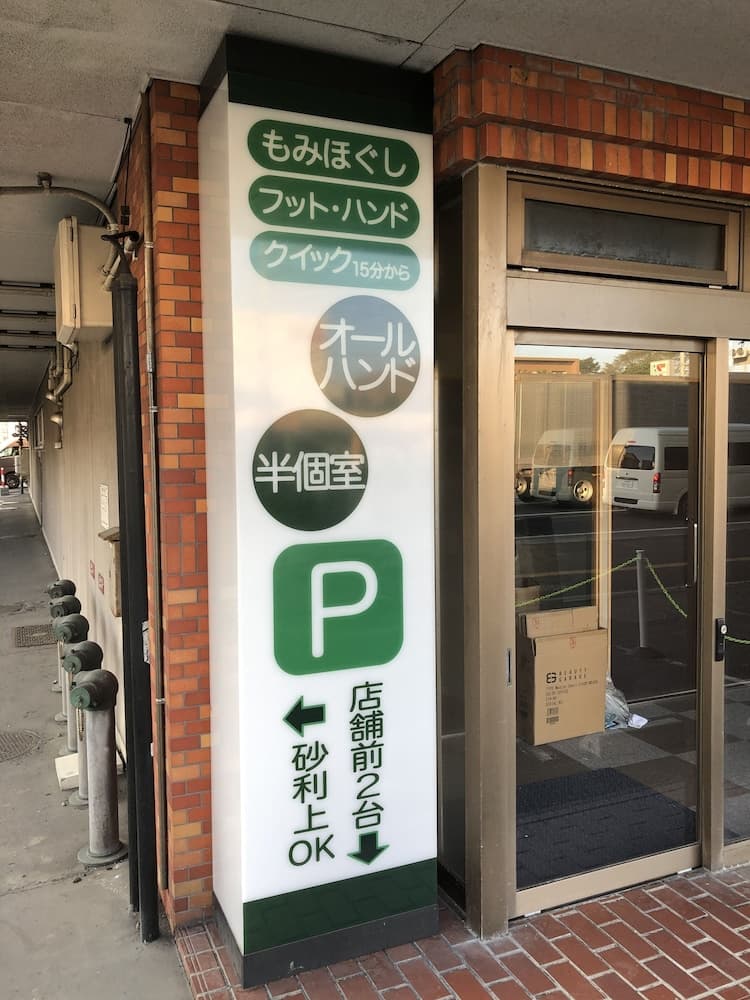 もみほぐし
フット・ハンド
クイック15分から
オール
ハンド
半個室
P
店舗前2台↓
←砂利上OK
BEAUTY
GARAGE